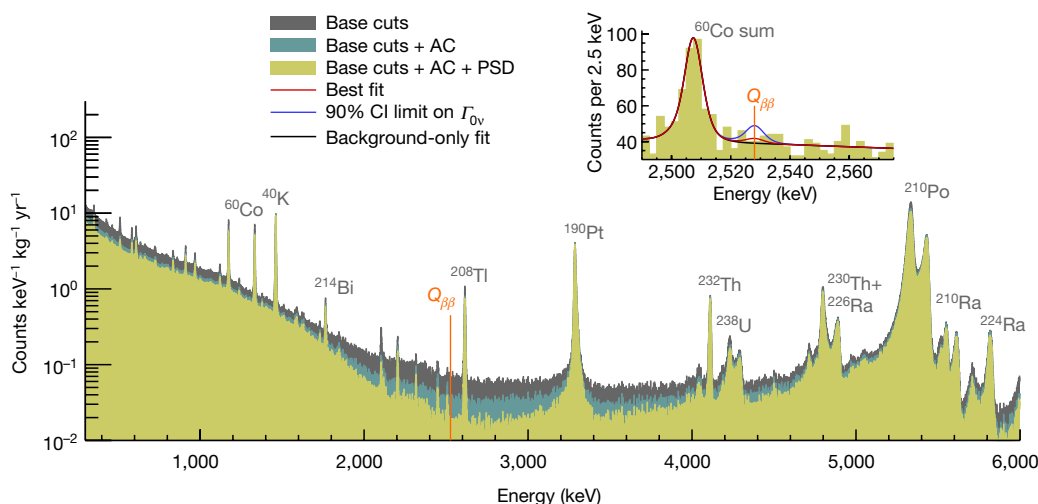 Base cuts
Base cuts + AC
Base cuts + AC + PSD
Best fit
90% CI limit on Γ0ν
Background-only fit
Counts per 2.5 keV
100
80
60
40
⁶⁰Co sum
Qββ
2,500
2,520
2,540
2,560
Energy (keV)
Counts keV⁻¹ kg⁻¹ yr⁻¹
10²
10¹
10⁰
10⁻¹
10⁻²
⁶⁰Co
⁴⁰K
²¹⁴Bi
Qββ
²⁰⁸Tl
¹⁹⁰Pt
²³²Th
²³⁸U
²³⁰Th+
²²⁶Ra
²¹⁰Po
²¹⁰Ra
²²⁴Ra
1,000
2,000
3,000
4,000
5,000
6,000
Energy (keV)